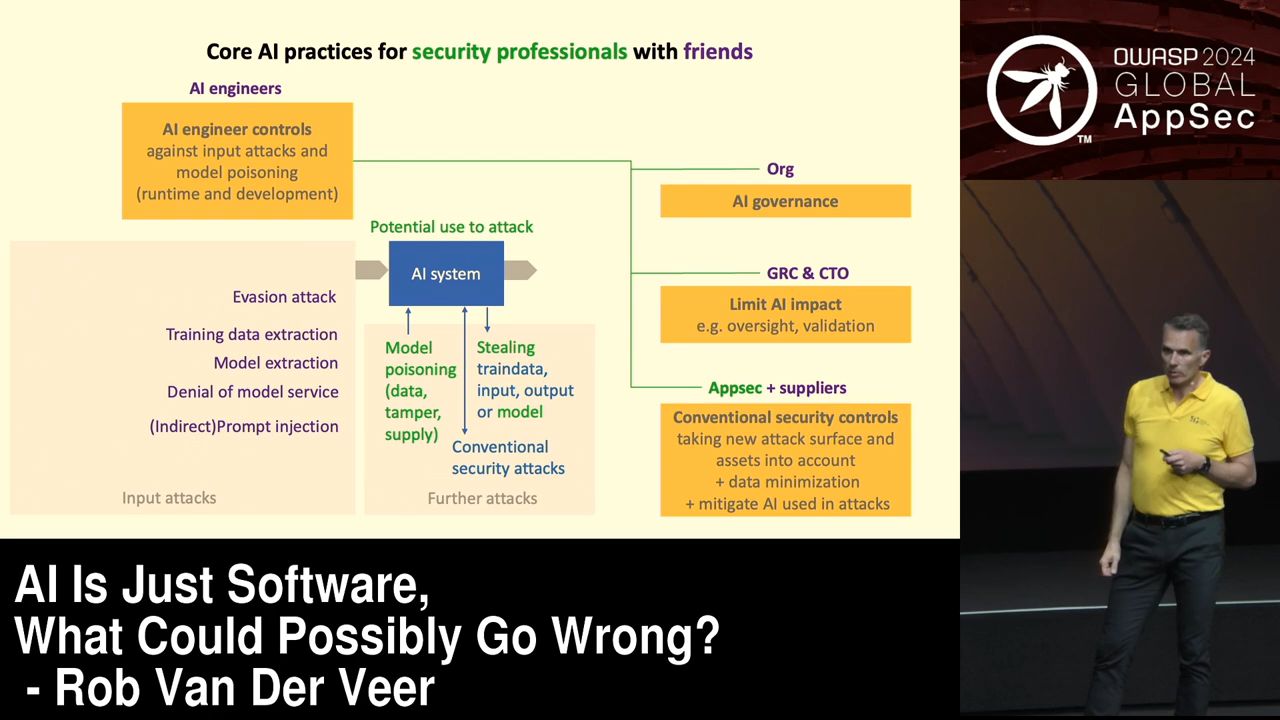 Core AI practices for security professionals with friends
AI engineers
AI engineer controls
against input attacks and
model poisoning
(runtime and development)
Org
AI governance
Potential use to attack
AI system
GRC & CTO
Limit AI impact
e.g. oversight, validation
Evasion attack
Training data extraction
Model extraction
Denial of model service
(Indirect)Prompt injection
Input attacks
Model
poisoning
(data,
tamper,
supply)
Stealing
traindata,
input, output
or model
Conventional
security attacks
Further attacks
Appsec + suppliers
Conventional security controls
taking new attack surface and
assets into account
+ data minimization
+ mitigate AI used in attacks
OWASP 2024
GLOBAL
AppSec
TM
AI Is Just Software,
What Could Possibly Go Wrong?
- Rob Van Der Veer